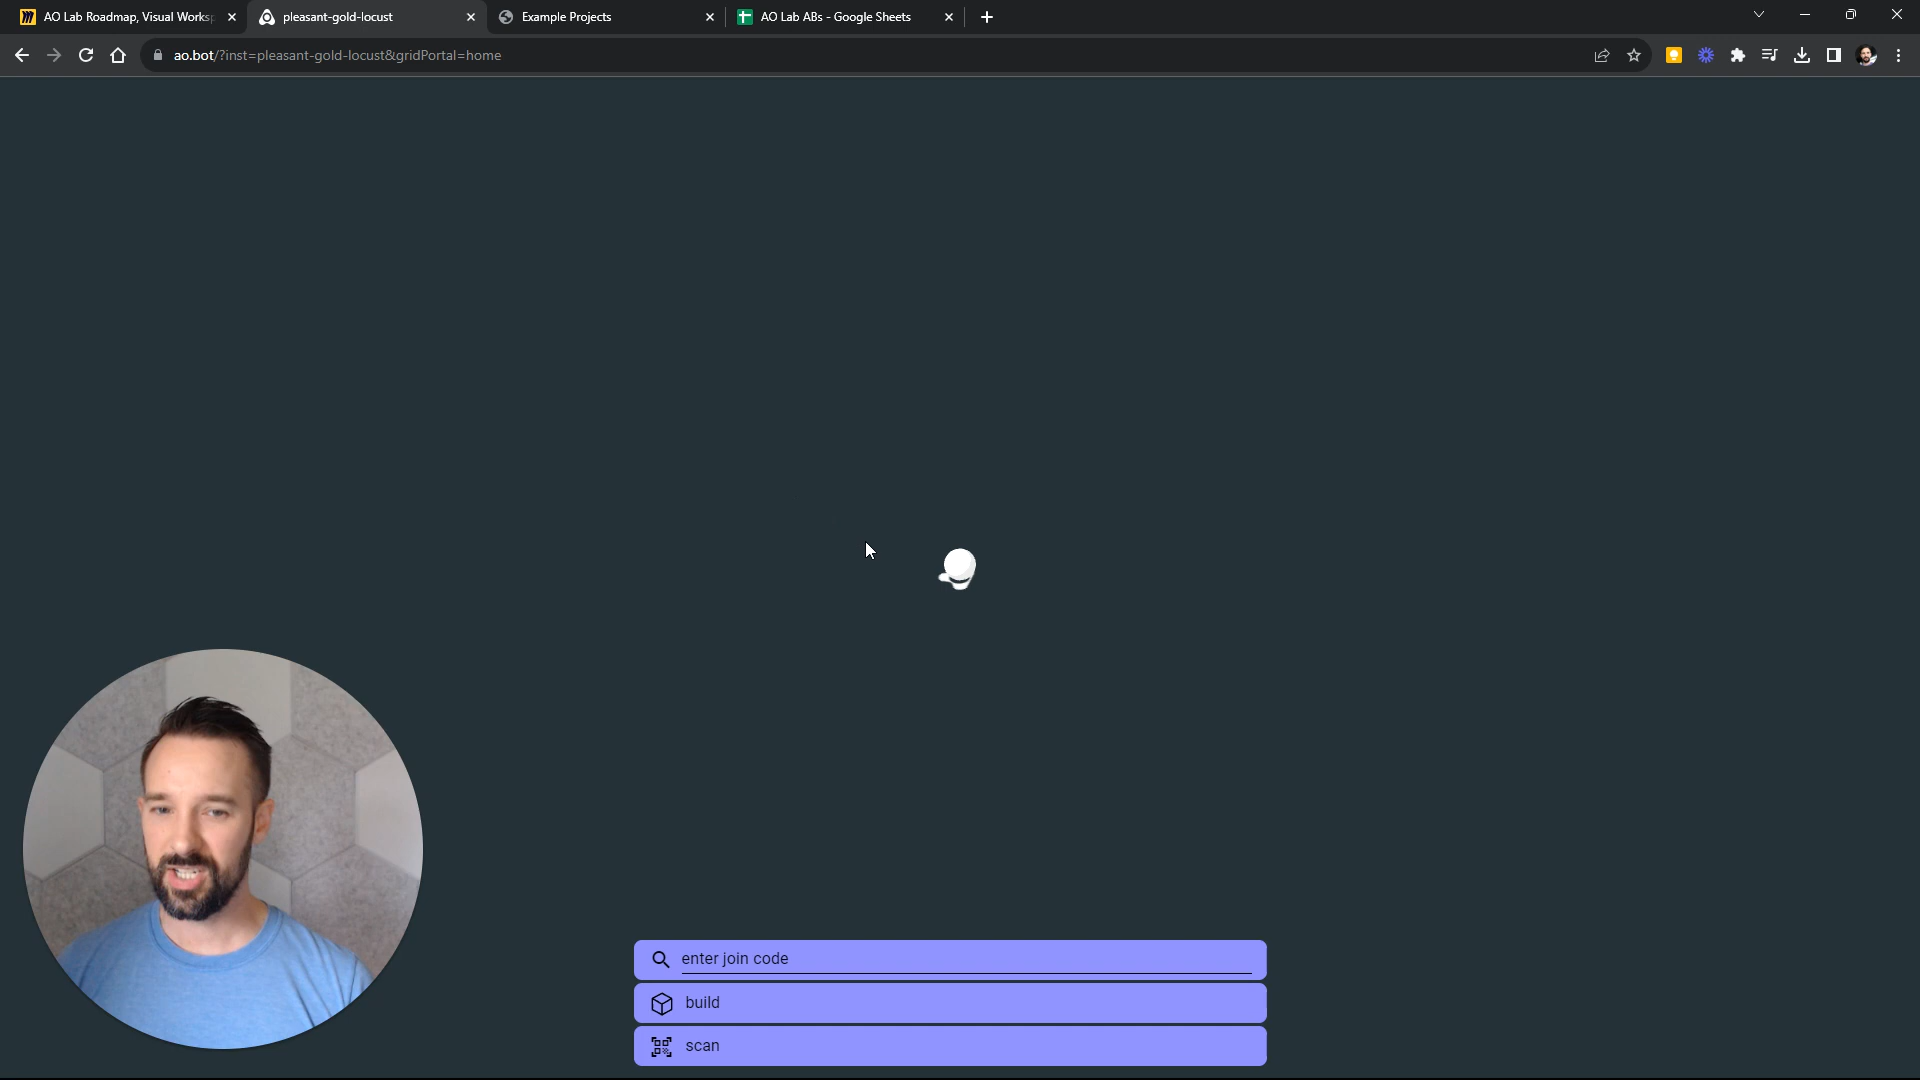 AO Lab Roadmap, Visual Works
pleasant-gold-locust
Example Projects
AO Lab ABs - Google Sheets
ao.bot/?inst=pleasant-gold-locust&gridPortal=home
enter join code
build
scan